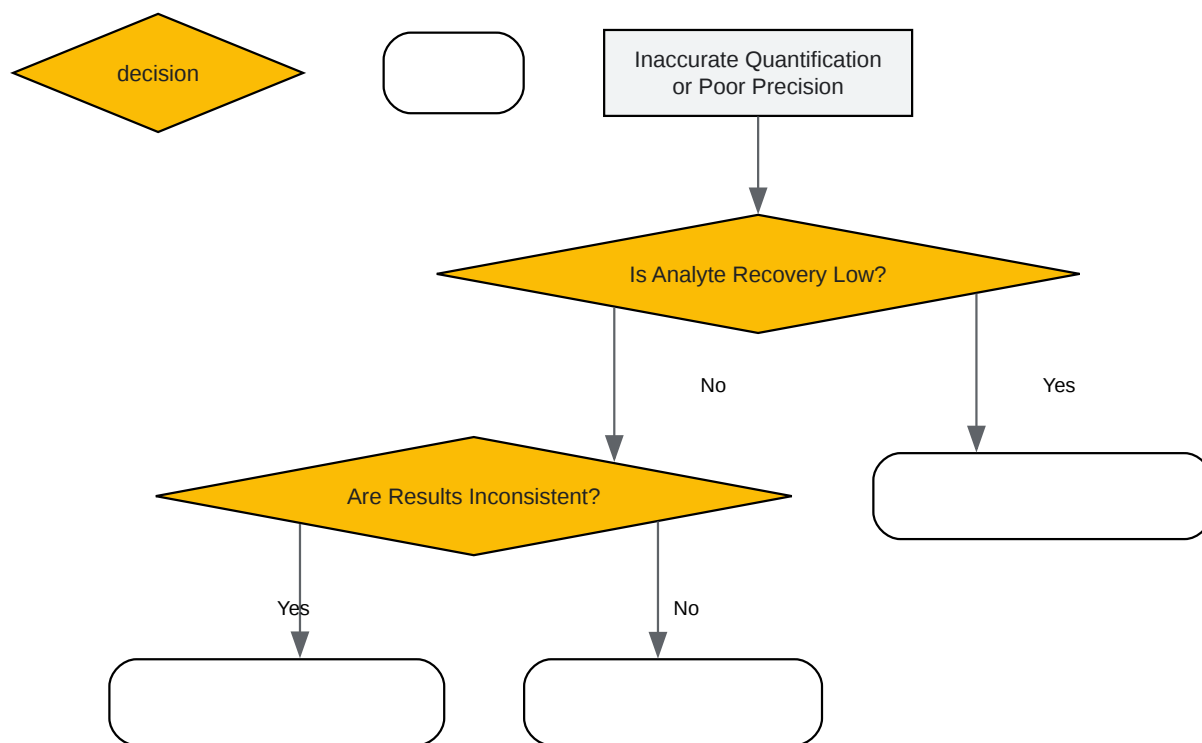 decision
Inaccurate Quantification
or Poor Precision
Is Analyte Recovery Low?
No
Yes
Are Results Inconsistent?
Yes
No